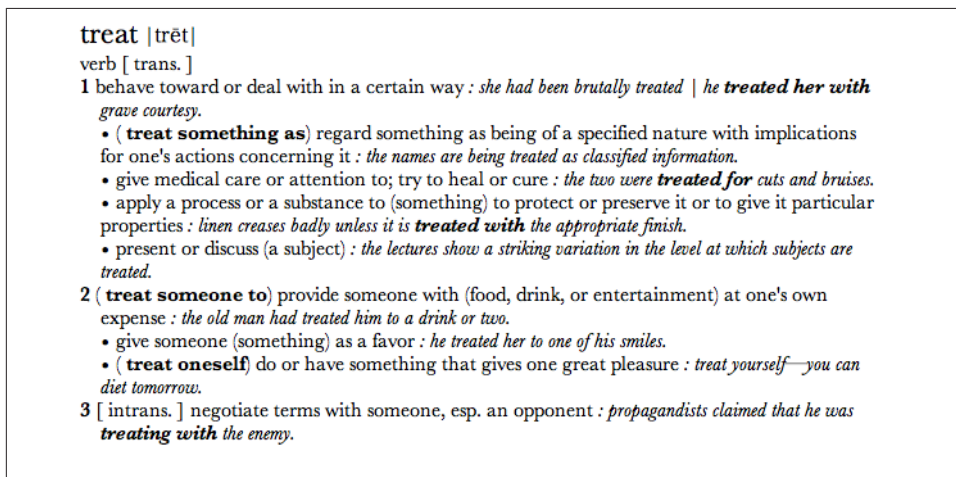 treat |trēt|
verb [ trans. ]
1 behave toward or deal with in a certain way : she had been brutally treated | he treated her with
grave courtesy.
• ( treat something as) regard something as being of a specified nature with implications
for one's actions concerning it : the names are being treated as classified information.
• give medical care or attention to; try to heal or cure : the two were treated for cuts and bruises.
• apply a process or a substance to (something) to protect or preserve it or to give it particular
properties : linen creases badly unless it is treated with the appropriate finish.
• present or discuss (a subject) : the lectures show a striking variation in the level at which subjects are
treated.
2 ( treat someone to) provide someone with (food, drink, or entertainment) at one's own
expense : the old man had treated him to a drink or two.
• give someone (something) as a favor : he treated her to one of his smiles.
• ( treat oneself) do or have something that gives one great pleasure : treat yourself—you can
diet tomorrow.
3 [ intrans. ] negotiate terms with someone, esp. an opponent : propagandists claimed that he was
treating with the enemy.